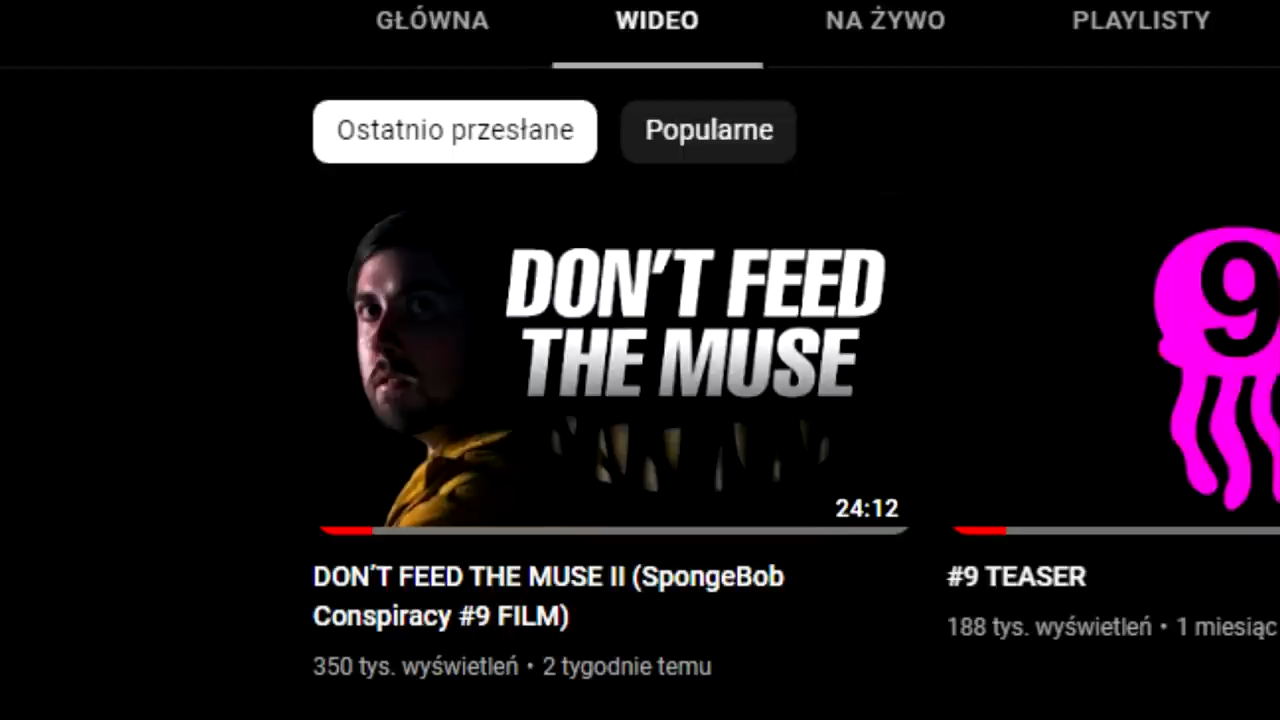 GŁÓWNA WIDEO NA ŻYWO PLAYLISTY
Ostatnio przesłane Popularne
DON'T FEED
THE MUSE
24:12
9
DON'T FEED THE MUSE II (SpongeBob
Conspiracy #9 FILM)
350 tys. wyświetleń • 2 tygodnie temu
#9 TEASER
188 tys. wyświetleń • 1 miesiąc